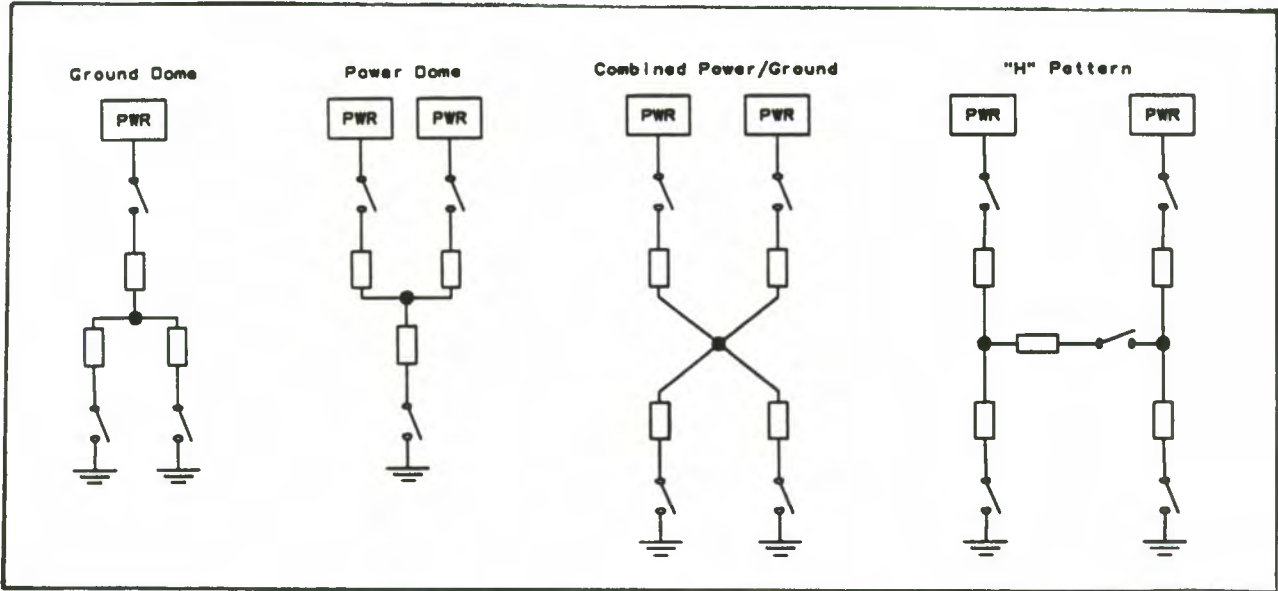 Ground Dome
Power Dome
Combined Power/Ground
"H" Pattern
PWR
PWR
PWR
PWR
PWR
PWR
PWR